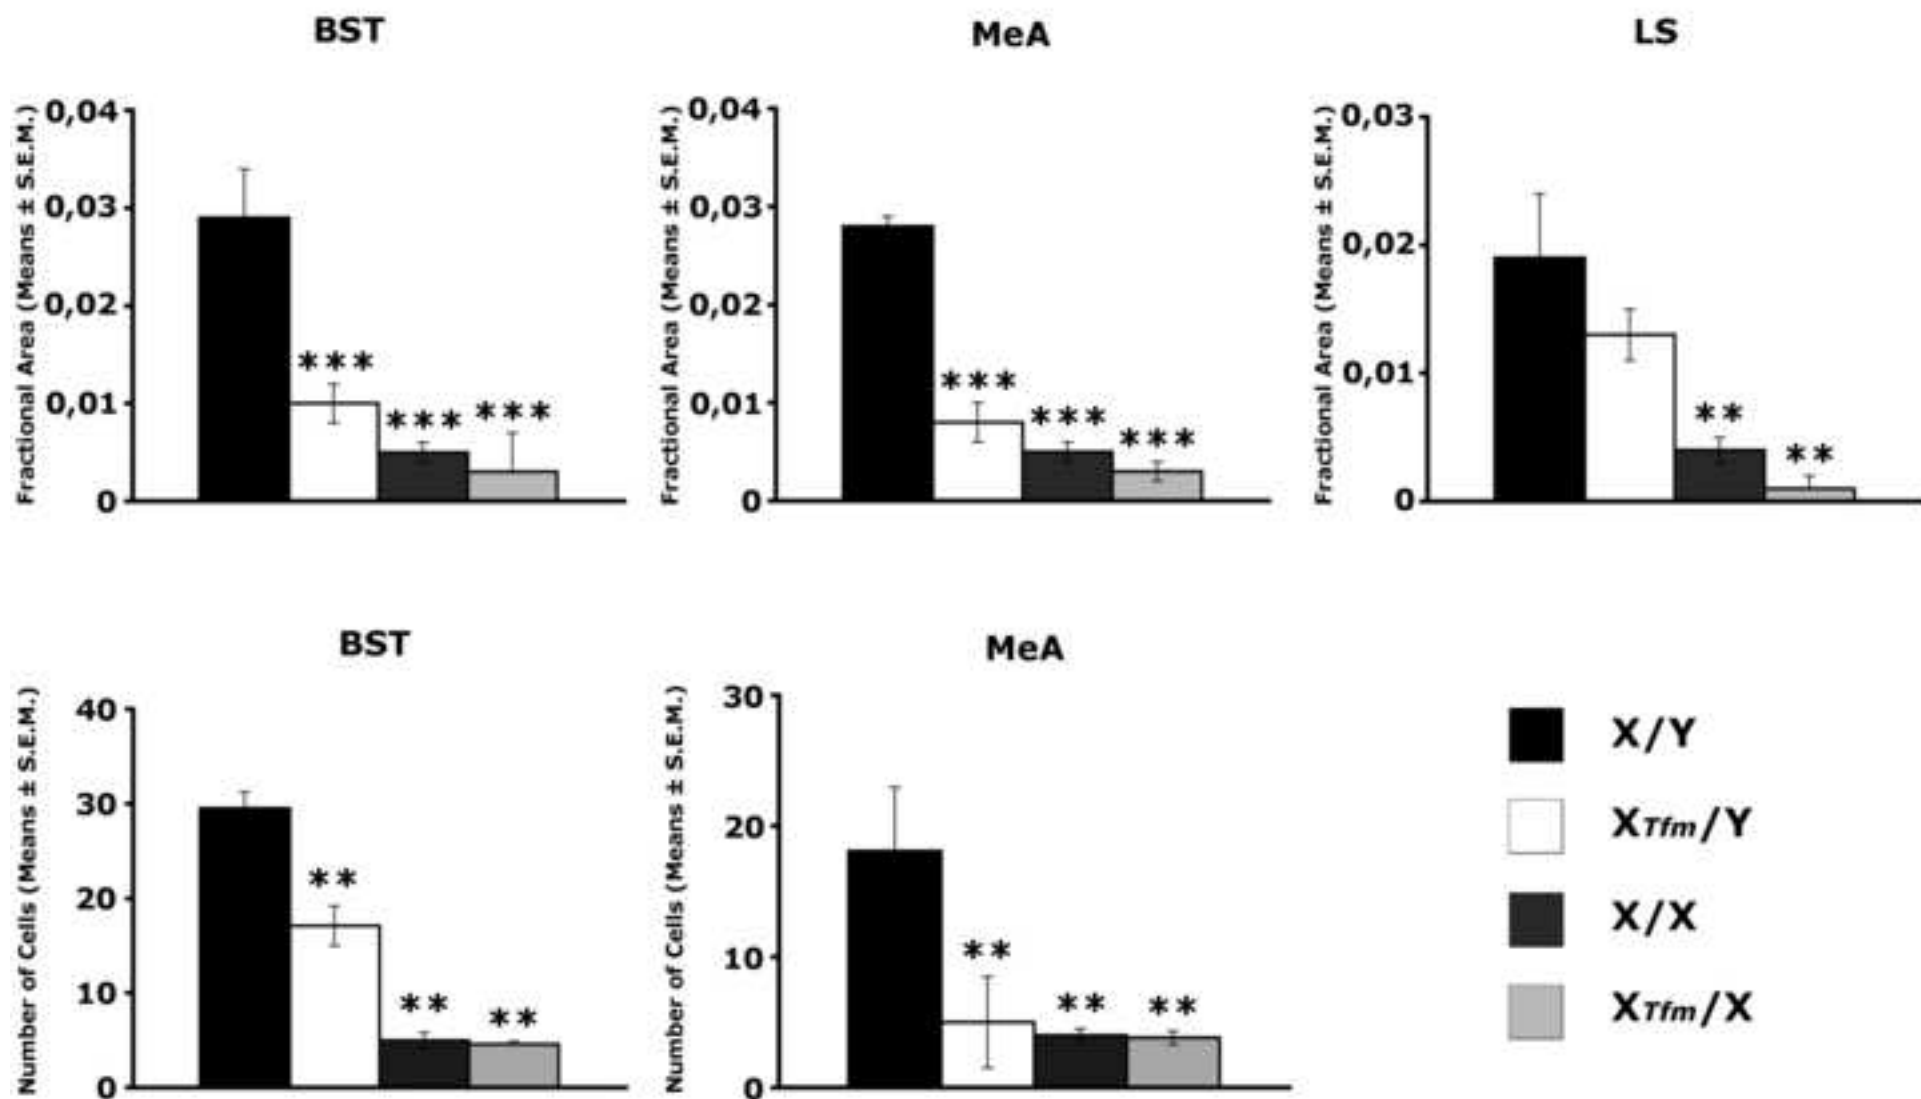 BST
MeA
LS
Fractional Area (Means ± S.E.M.)
0,04
0,03
0,02
0,01
0
***
***
***
Fractional Area (Means ± S.E.M.)
0,04
0,03
0,02
0,01
0
***
***
***
Fractional Area (Means ± S.E.M.)
0,03
0,02
0,01
0
**
**
BST
MeA
Number of Cells (Means ± S.E.M.)
40
30
20
10
0
**
**
**
Number of Cells (Means ± S.E.M.)
30
20
10
0
**
**
**
X/Y
XTfm/Y
X/X
XTfm/X